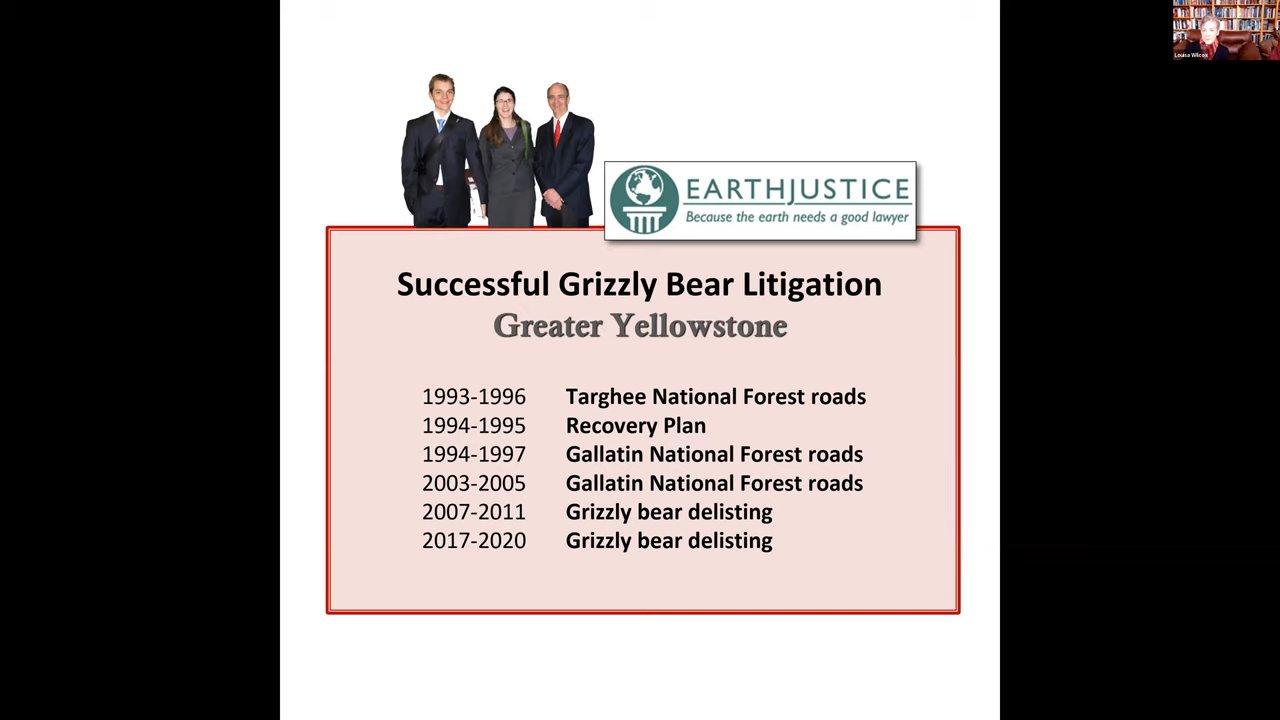 Louisa Wilcox
EARTHJUSTICE
Because the earth needs a good lawyer
Successful Grizzly Bear Litigation
Greater Yellowstone
1993-1996 Targhee National Forest roads
1994-1995 Recovery Plan
1994-1997 Gallatin National Forest roads
2003-2005 Gallatin National Forest roads
2007-2011 Grizzly bear delisting
2017-2020 Grizzly bear delisting